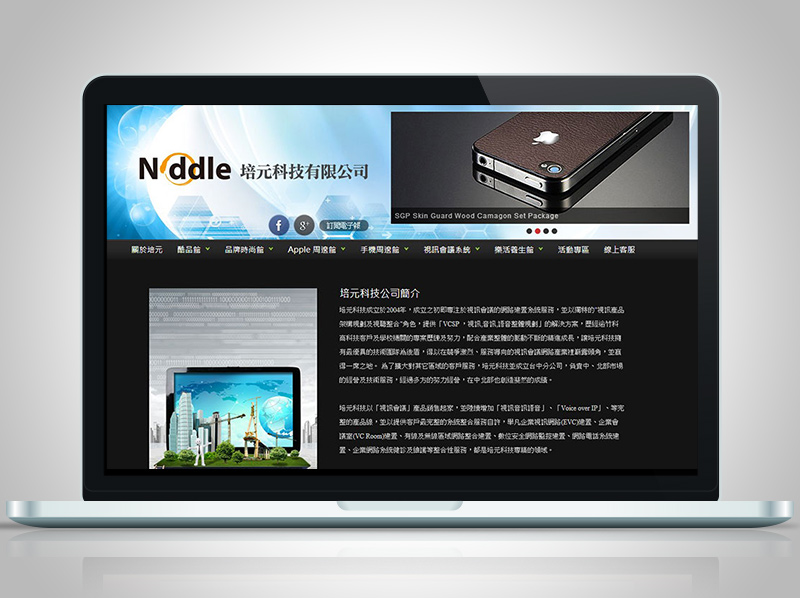 Noddle 培元科技有限公司
SGP Skin Guard Wood Camagon Set Package
f g+ 訂閱電子報
關於培元 酷品館 品牌時尚館 Apple 周邊館 手機周邊館 視訊會議系統 樂活養生館 活動專區 線上客服
培元科技公司簡介
培元科技成立於2004年，成立之初即專注於視訊會議的網路建置系統服務，並以獨特的"視訊產品
架構規劃及視聽整合"角色，提供「VCSP，視訊.音訊.語音整體規劃」的解決方案，歷經給竹科
高科技客戶及學校機關的專案歷練及努力，配合產業整體的脈動不斷的精進成長，讓培元科技擁
有最優異的技術團隊為後盾，得以在競爭激烈、服務導向的視訊會議網路產業裡嶄露頭角，並贏
得一席之地。 為了擴大對其它區域的客戶服務，培元科技並成立台中分公司，負責中、北部市場
的經營及技術服務，經過多方的努力經營，在中北部也創造斐然的成績。
培元科技以「視訊會議」產品銷售起家，並陸續增加「視訊音訊語音」、「Voice over IP」、等完
整的產品線，並以提供客戶最完整的系統整合服務自許，舉凡企業視訊網路(EVC)建置、企業會
議室(VC Room)建置、有線及無線區域網路整合建置、數位安全網路監控建置、網路電話系統建
置、企業網路系統健診及維護等整合性服務，都是培元科技專精的領域。